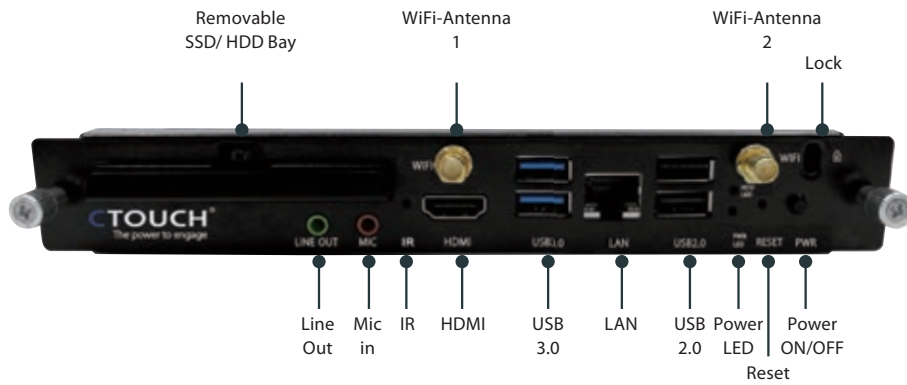 Removable
SSD/ HDD Bay
WiFi-Antenna
1
WiFi-Antenna
2
Lock
WIFI
WIFI
CTOUCH®
The power to engage
LINE OUT
MIC
IR
HDMI
USB3.0
LAN
USB2.0
PWR
LED
RESET
PWR
Line
Out
Mic
in
IR
HDMI
USB
3.0
LAN
USB
2.0
Power
LED
Reset
Power
ON/OFF